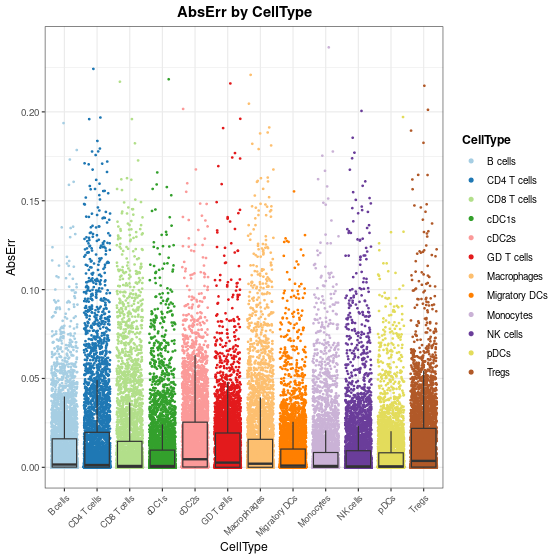 AbsErr by CellType
AbsErr
0.20
0.15
0.10
0.05
0.00
B cells
CD4 T cells
CD8 T cells
cDC1s
cDC2s
GD T cells
Macrophages
Migratory DCs
Monocytes
NK cells
pDCs
Tregs
CellType
CellType
B cells
CD4 T cells
CD8 T cells
cDC1s
cDC2s
GD T cells
Macrophages
Migratory DCs
Monocytes
NK cells
pDCs
Tregs